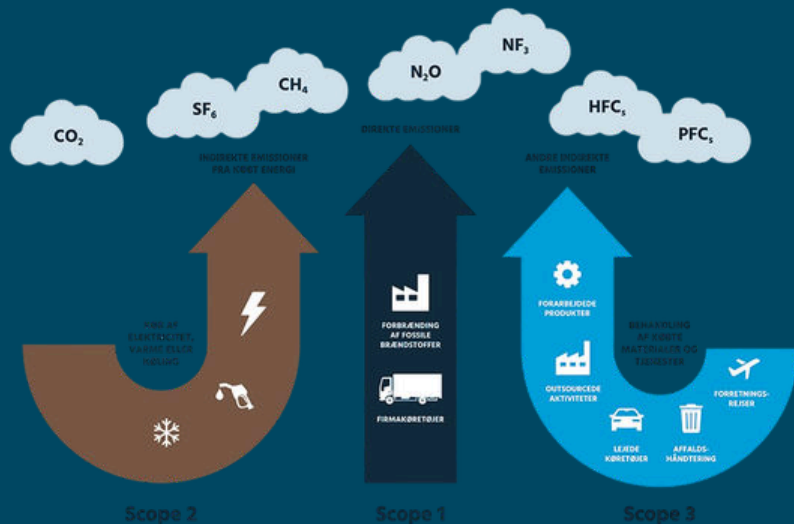 CO₂
SF₆
CH₄
N₂O
NF₃
HFCₛ
PFCₛ
INDIREKTE EMISSIONER
FRA KØBT ENERGI
DIREKTE EMISSIONER
ANDRE INDIREKTE
EMISSIONER
KØB AF
ELEKTRICITET,
VARME ELLER
KØLING
FORBRÆNDING
AF FOSSILE
BRÆNDSTOFFER
FIRMAKØRETØJER
FORARBEJDEDE
PRODUKTER
OUTSOURCEDE
AKTIVITETER
LEJEDE
KØRETØJER
AFFALDS-
HÅNDTERING
FORRETNINGS-
REJSER
BEHANDLING
AF KØBTE
MATERIALER OG
TJENESTER
Scope 2
Scope 1
Scope 3